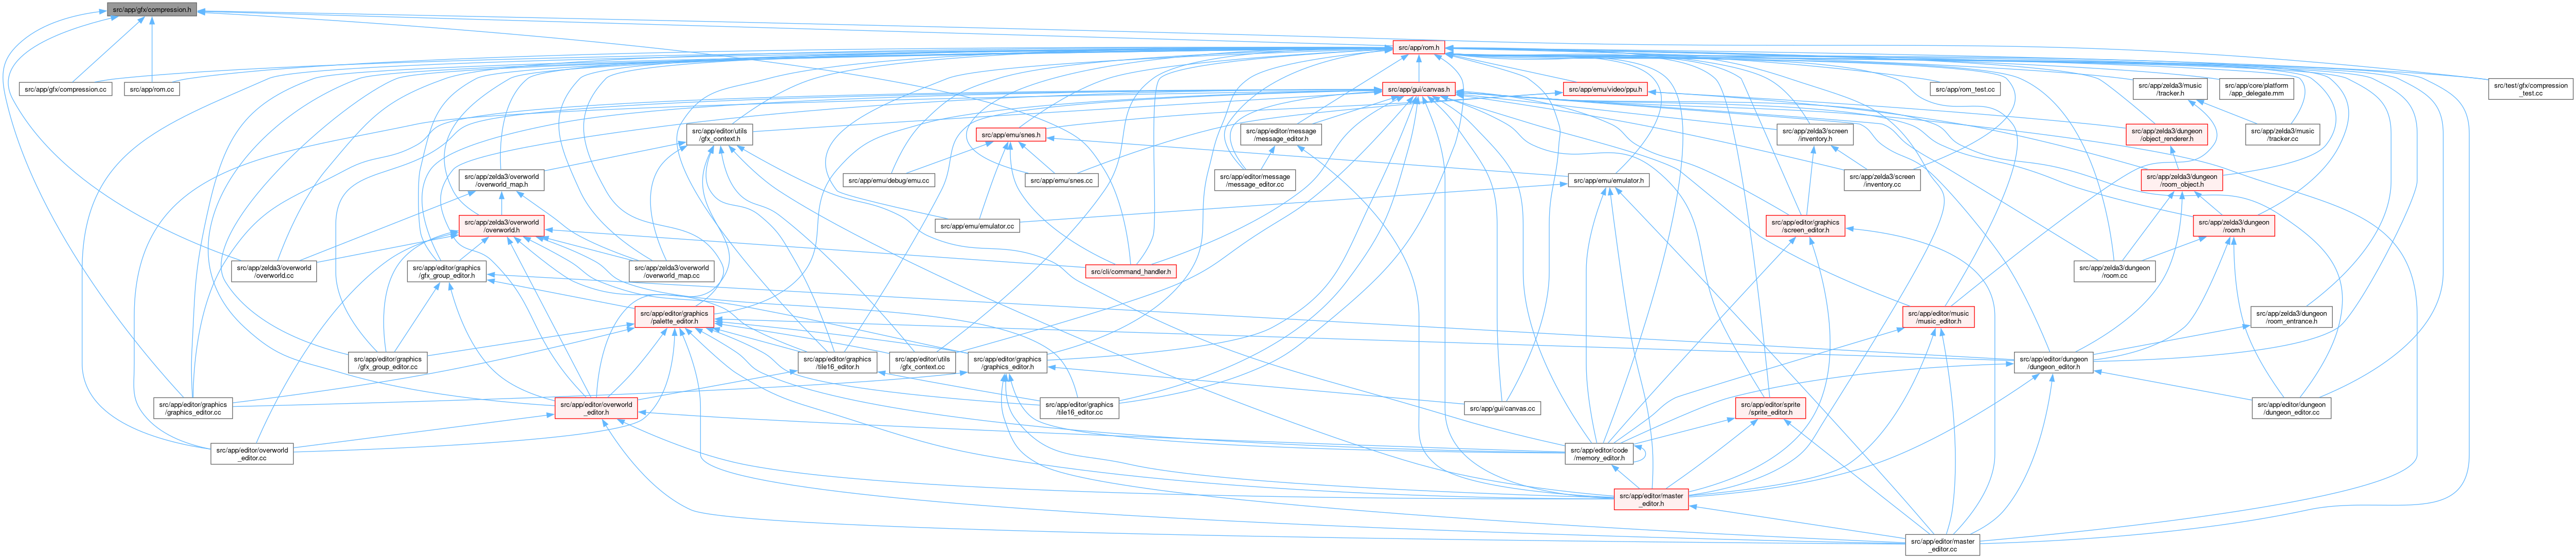 src/app/gfx/compression.h
src/app/rom.h
src/app/gfx/compression.cc
src/app/rom.cc
src/app/gui/canvas.h
src/app/emu/video/ppu.h
src/app/rom_test.cc
src/app/zelda3/music
/tracker.h
src/app/core/platform
/app_delegate.mm
src/test/gfx/compression
_test.cc
src/app/editor/utils
/gfx_context.h
src/app/emu/snes.h
src/app/editor/message
/message_editor.h
src/app/zelda3/screen
/inventory.h
src/app/zelda3/dungeon
/object_renderer.h
src/app/zelda3/music
/tracker.cc
src/app/zelda3/overworld
/overworld_map.h
src/app/emu/debug/emu.cc
src/app/emu/snes.cc
src/app/editor/message
/message_editor.cc
src/app/emu/emulator.h
src/app/zelda3/screen
/inventory.cc
src/app/zelda3/dungeon
/room_object.h
src/app/zelda3/overworld
/overworld.h
src/app/emu/emulator.cc
src/app/editor/graphics
/screen_editor.h
src/app/zelda3/dungeon
/room.h
src/app/zelda3/overworld
/overworld.cc
src/app/editor/graphics
/gfx_group_editor.h
src/app/zelda3/overworld
/overworld_map.cc
src/cli/command_handler.h
src/app/zelda3/dungeon
/room.cc
src/app/editor/graphics
/palette_editor.h
src/app/editor/music
/music_editor.h
src/app/zelda3/dungeon
/room_entrance.h
src/app/editor/graphics
/gfx_group_editor.cc
src/app/editor/graphics
/tile16_editor.h
src/app/editor/utils
/gfx_context.cc
src/app/editor/graphics
/graphics_editor.h
src/app/editor/dungeon
/dungeon_editor.h
src/app/editor/graphics
/graphics_editor.cc
src/app/editor/overworld
_editor.h
src/app/editor/graphics
/tile16_editor.cc
src/app/gui/canvas.cc
src/app/editor/sprite
/sprite_editor.h
src/app/editor/dungeon
/dungeon_editor.cc
src/app/editor/overworld
_editor.cc
src/app/editor/code
/memory_editor.h
src/app/editor/master
_editor.h
src/app/editor/master
_editor.cc